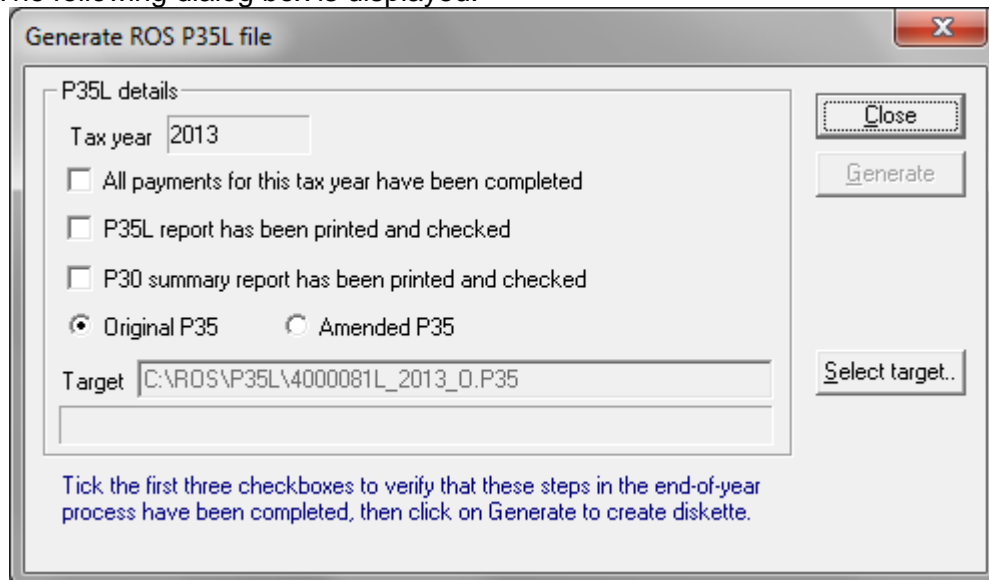 The following dialog box is displayed.
Generate ROS P35L file
P35L details
Tax year 2013
All payments for this tax year have been completed
P35L report has been printed and checked
P30 summary report has been printed and checked
Original P35 Amended P35
Target C:\ROS\P35L\4000081L_2013_O.P35
Close
Generate
Select target..
Tick the first three checkboxes to verify that these steps in the end-of-year
process have been completed, then click on Generate to create diskette.